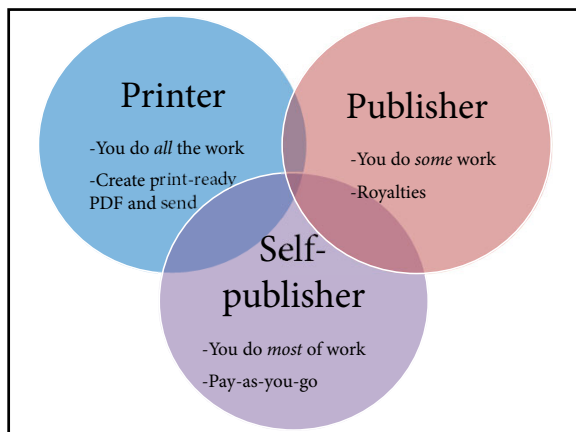 Printer
-You do all the work
-Create print-ready
PDF and send
Publisher
-You do some work
-Royalties
Self-
publisher
-You do most of work
-Pay-as-you-go